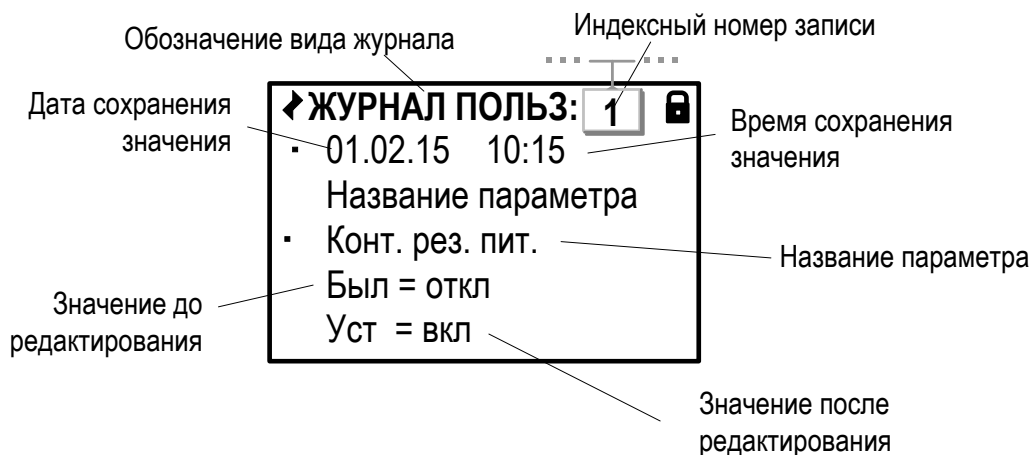 Обозначение вида журнала
Индексный номер записи
Дата сохранения
значения
ЖУРНАЛ ПОЛЬЗ: 1
01.02.15 10:15
Время сохранения
значения
Название параметра
Конт. рез. пит.
Название параметра
Был = откл
Значение до
редактирования
Уст = вкл
Значение после
редактирования